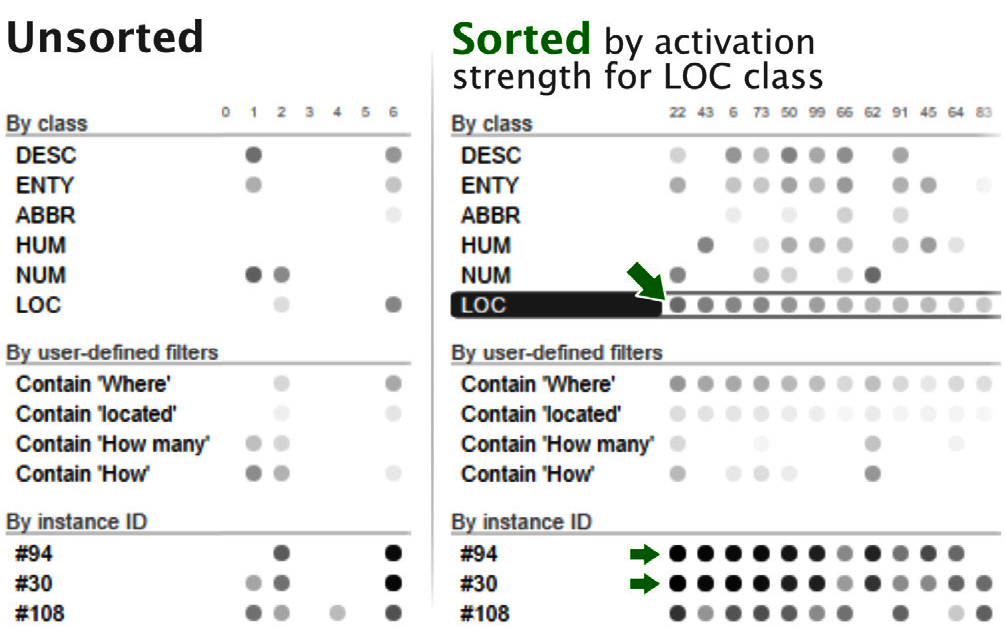 Unsorted
By class 0 1 2 3 4 5 6
DESC
ENTY
ABBR
HUM
NUM
LOC
By user-defined filters
Contain 'Where'
Contain 'located'
Contain 'How many'
Contain 'How'
By instance ID
#94
#30
#108
Sorted by activation
strength for LOC class
By class 22 43 6 73 50 99 66 62 91 45 64 83
DESC
ENTY
ABBR
HUM
NUM
LOC
By user-defined filters
Contain 'Where'
Contain 'located'
Contain 'How many'
Contain 'How'
By instance ID
#94
#30
#108